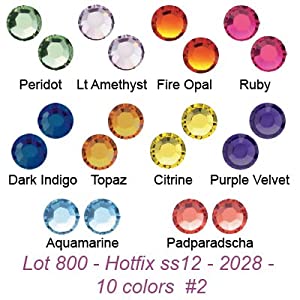 Peridot Lt Amethyst Fire Opal Ruby
Dark Indigo Topaz Citrine Purple Velvet
Aquamarine Padparadscha
Lot 800 - Hotfix ss12 - 2028 -
10 colors #2